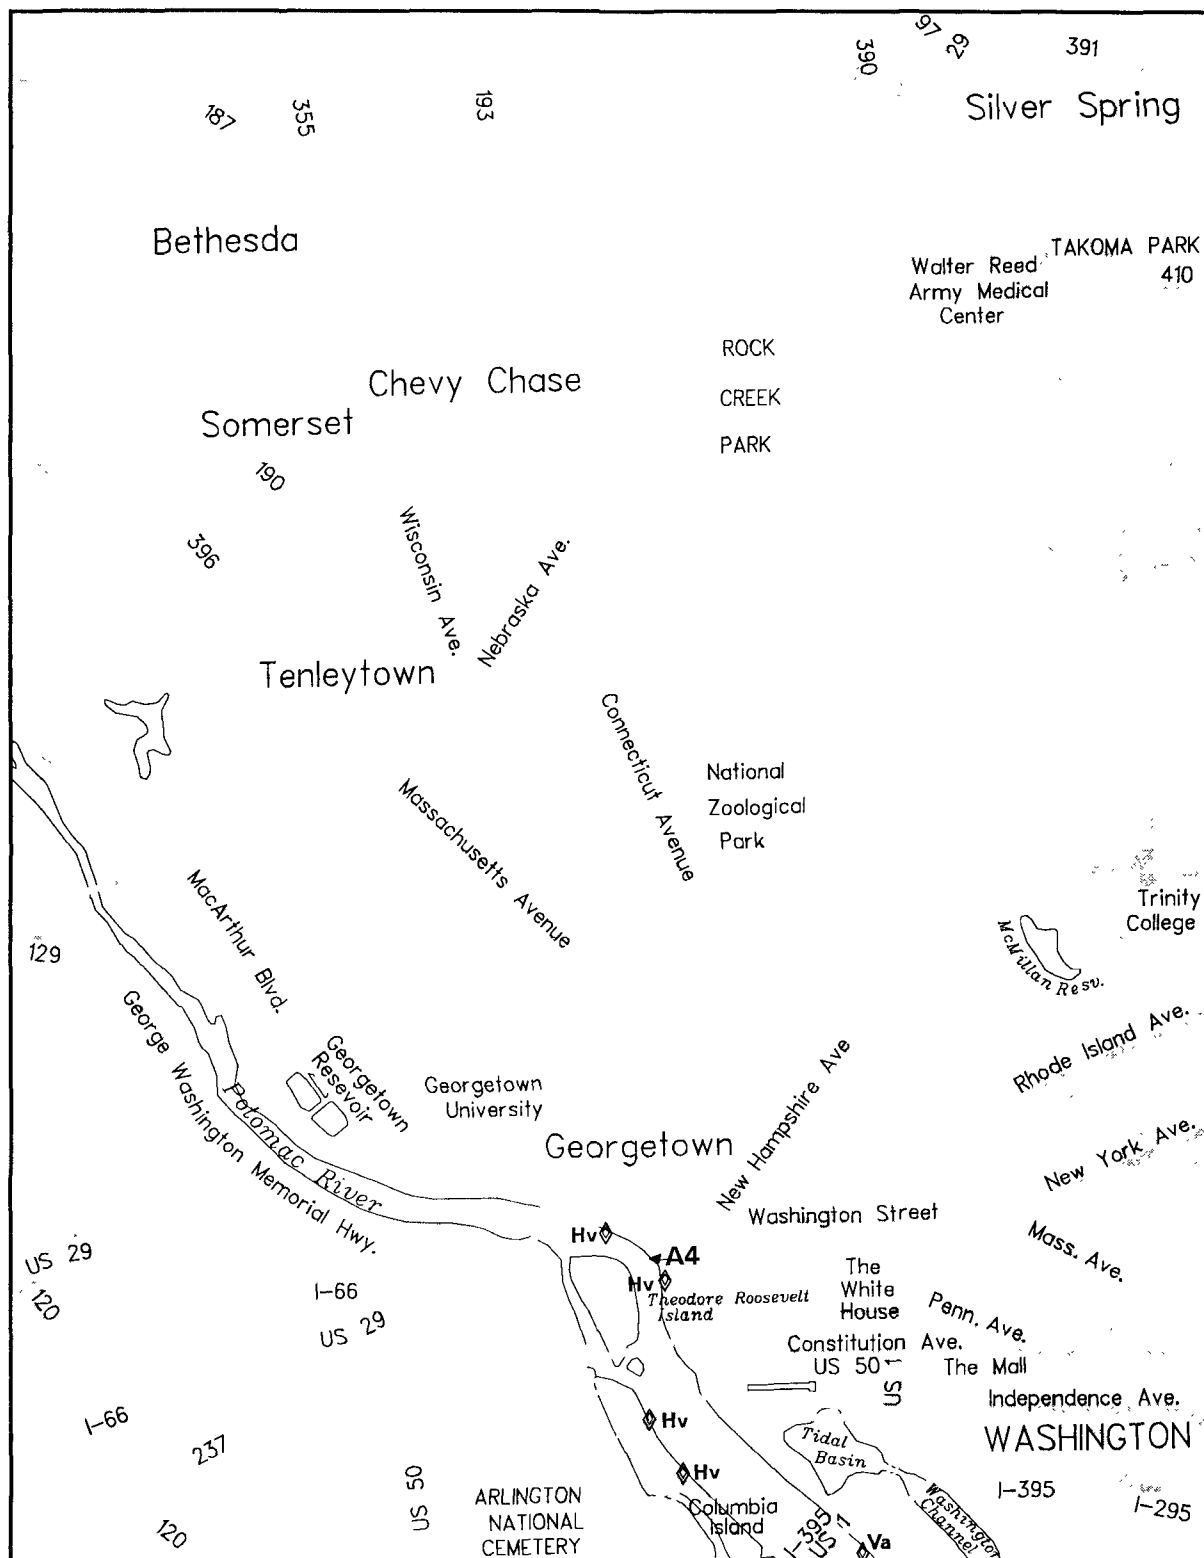 97
29
390
391
Silver Spring
187
355
193
Bethesda
TAKOMA PARK
410
Walter Reed
Army Medical
Center
ROCK
CREEK
PARK
Chevy Chase
Somerset
190
396
Wisconsin Ave.
Nebraska Ave.
Tenleytown
Connecticut Avenue
National
Zoological
Park
Massachusetts Avenue
MacArthur Blvd.
Trinity
College
McMillan Resv.
129
George Washington Memorial Hwy.
Georgetown
Resevoir
Potomac River
Georgetown
University
Georgetown
New Hampshire Ave
Rhode Island Ave.
New York Ave.
Washington Street
Mass. Ave.
Hv
A4
Hv
Theodore Roosevelt
Island
The
White
House
Penn. Ave.
US 29
120
I-66
US 29
Constitution Ave.
US 50
US 1
The Mall
Independence Ave.
WASHINGTON
Hv
Tidal
Basin
I-66
237
Hv
US 50
I-395
I-295
ARLINGTON
NATIONAL
CEMETERY
Columbia
Island
I-395
US 1
Va
Washington
Channel
120